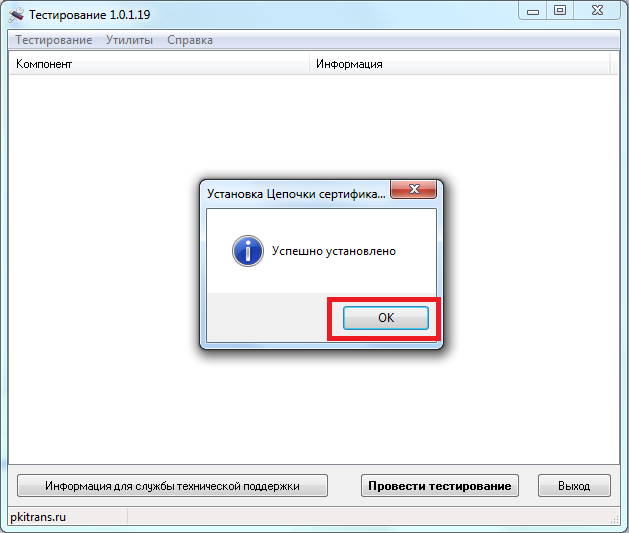 Тестирование 1.0.1.19
Тестирование Утилиты Справка
Компонент Информация
Установка Цепочки сертифика...
Успешно установлено
OK
Информация для службы технической поддержки Провести тестирование Выход
pkitrans.ru